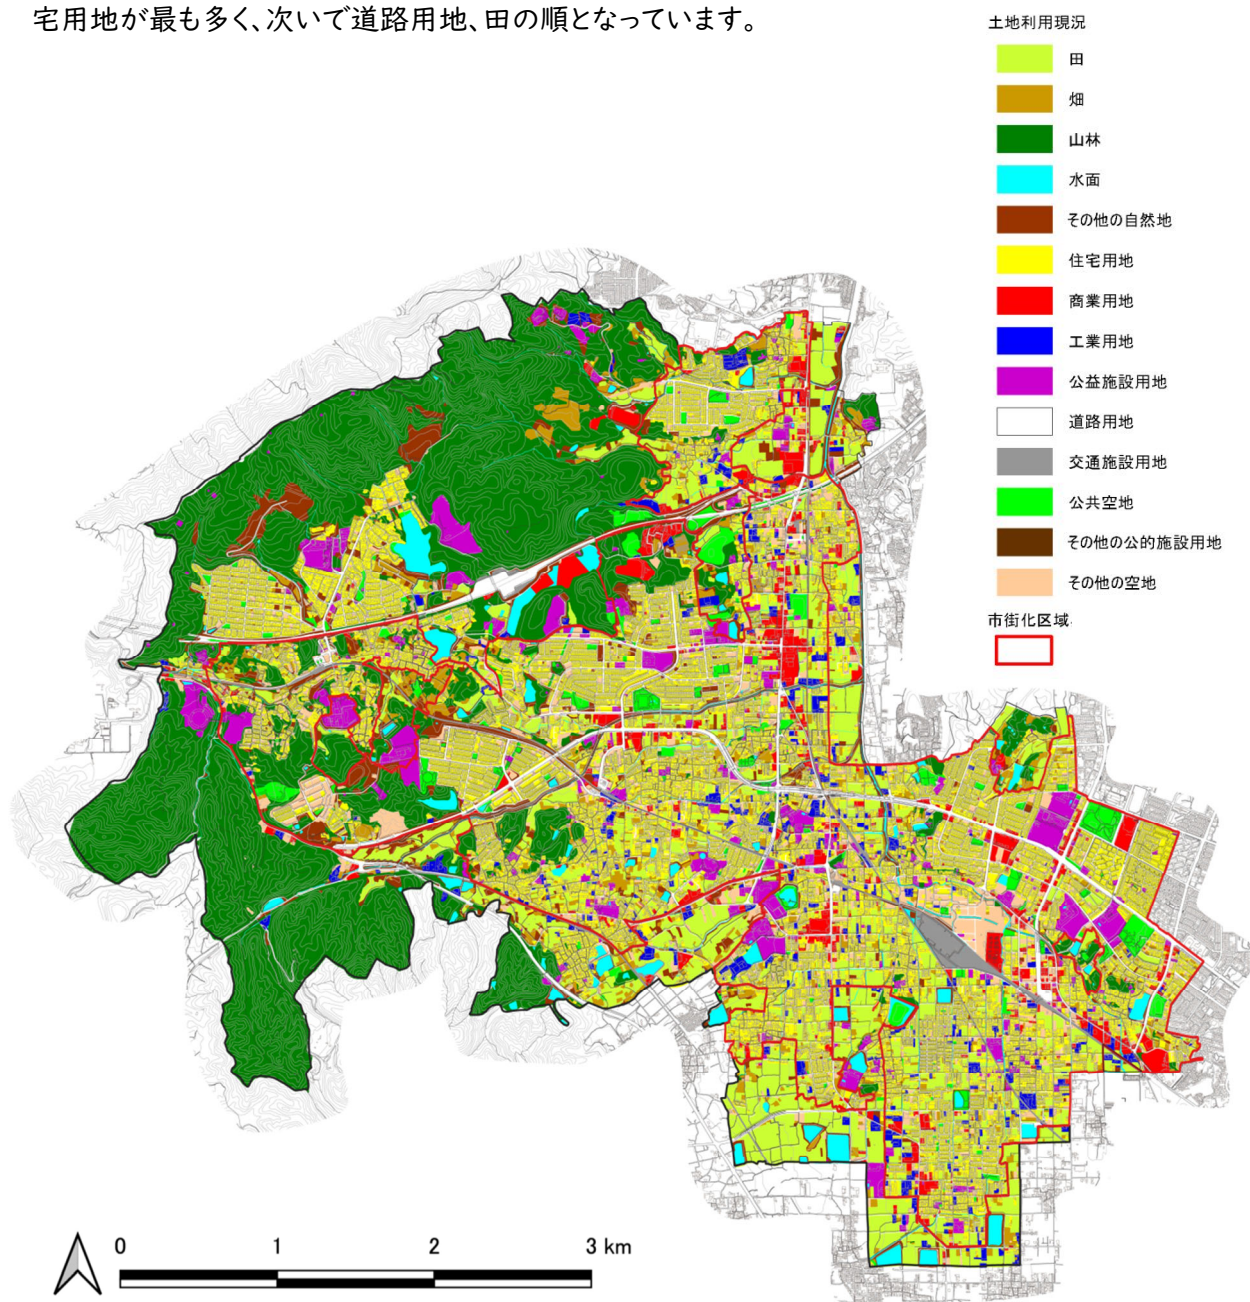 宅用地が最も多く、次いで道路用地、田の順となっています。
土地利用現況
田
畑
山林
水面
その他の自然地
住宅用地
商業用地
工業用地
公益施設用地
道路用地
交通施設用地
公共空地
その他の公的施設用地
その他の空地
市街化区域
0 1 2 3 km